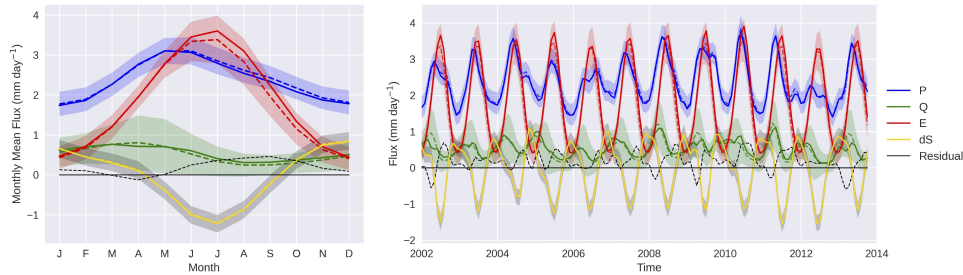 Monthly Mean Flux (mm day⁻¹)
4
3
2
1
0
−1
J F M A M J J A S O N D
Month
Flux (mm day⁻¹)
4
3
2
1
0
−1
−2
2002 2004 2006 2008 2010 2012 2014
Time
P
Q
E
dS
Residual